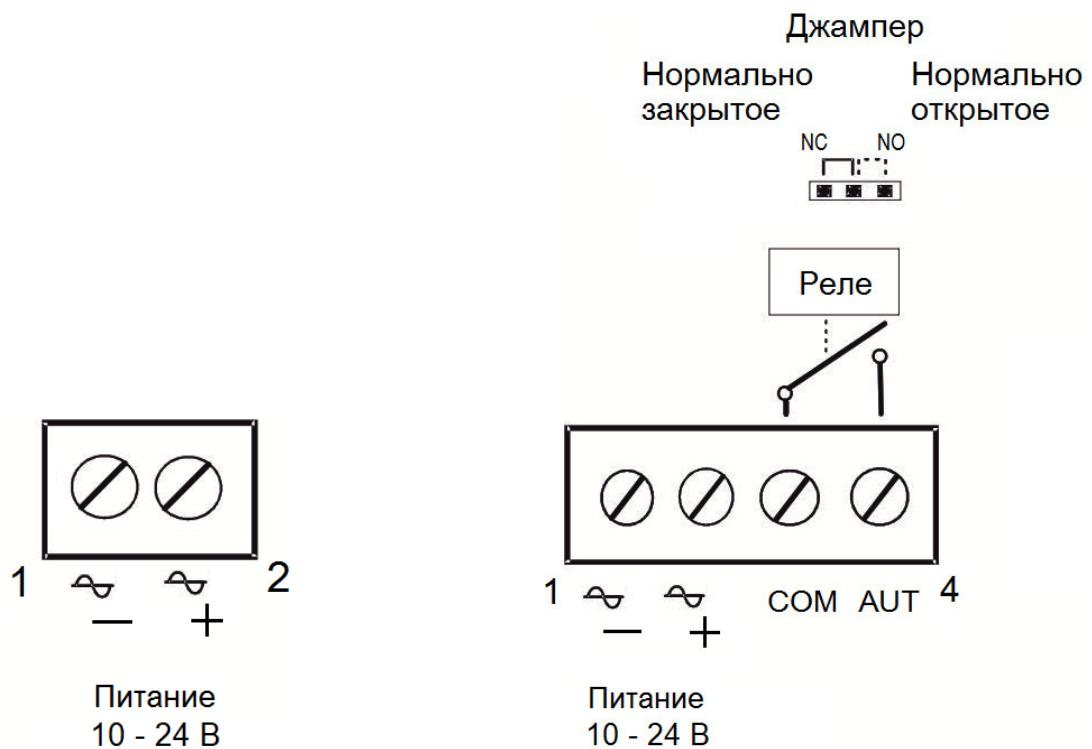 Джампер
Нормально закрытое
Нормально открытое
NC NO
Реле
1 2
− +
Питание
10 - 24 В
1 COM AUT 4
− +
Питание
10 - 24 В